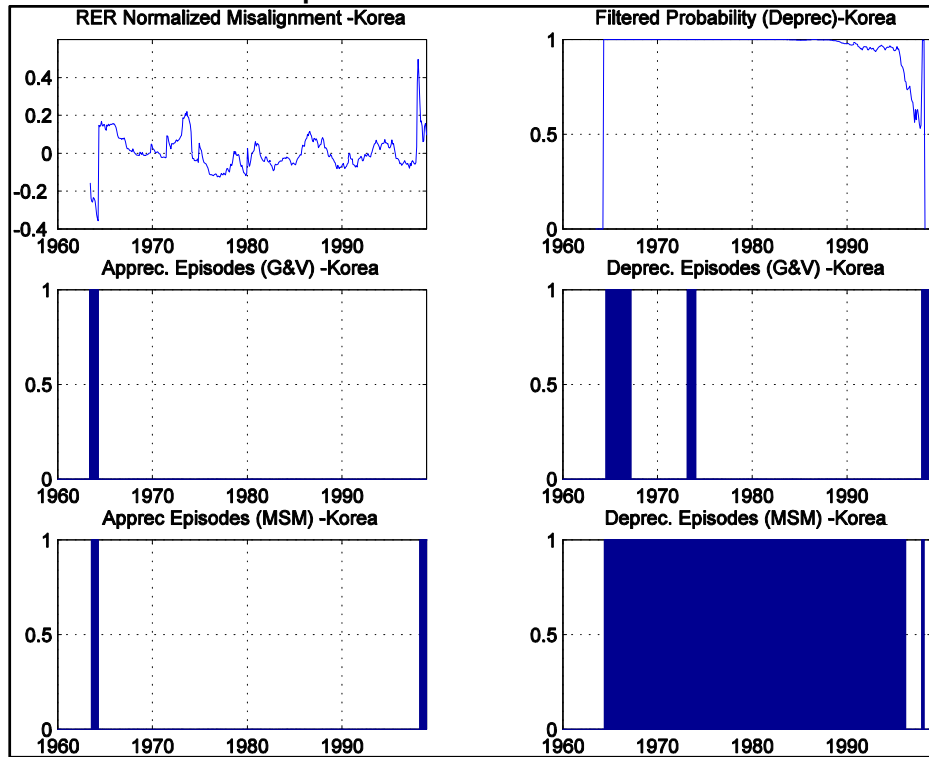 RER Normalized Misalignment -Korea
0.4
0.2
0
-0.2
-0.4
1960 1970 1980 1990
Filtered Probability (Deprec)-Korea
1
0.5
0
1960 1970 1980 1990
Apprec. Episodes (G&V) -Korea
1
0.5
0
1960 1970 1980 1990
Deprec. Episodes (G&V) -Korea
1
0.5
0
1960 1970 1980 1990
Apprec Episodes (MSM) -Korea
1
0.5
0
1960 1970 1980 1990
Deprec. Episodes (MSM) -Korea
1
0.5
0
1960 1970 1980 1990